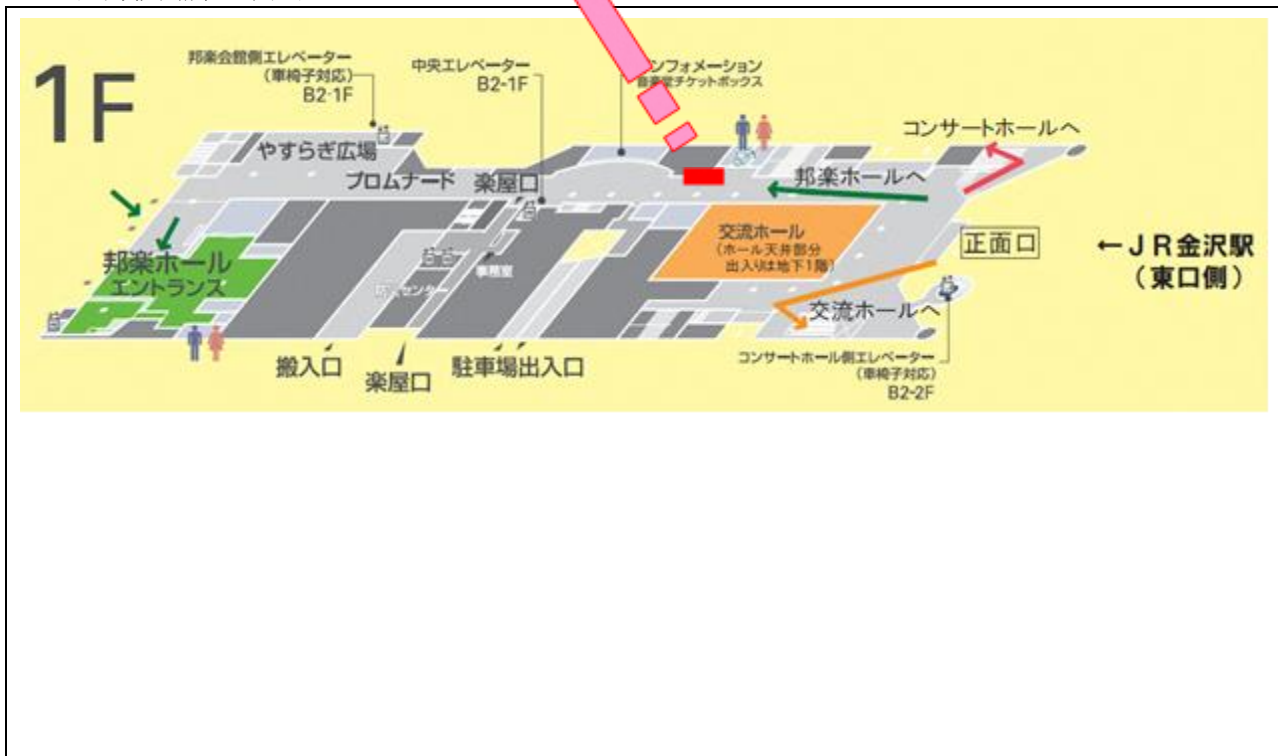 1F
邦楽会館側エレベーター
(車椅子対応)
B2-1F
中央エレベーター
B2-1F
ンフォメーション
音楽堂チケットボックス
コンサートホールへ
やすらぎ広場
プロムナード
楽屋口
邦楽ホールへ
交流ホール
(ホール天井部分
出入りは地下1階)
正面口
←JR金沢駅
(東口側)
邦楽ホール
エントランス
事務室
交流ホールへ
搬入口
楽屋口
駐車場出入口
コンサートホール側エレベーター
(車椅子対応)
B2-2F